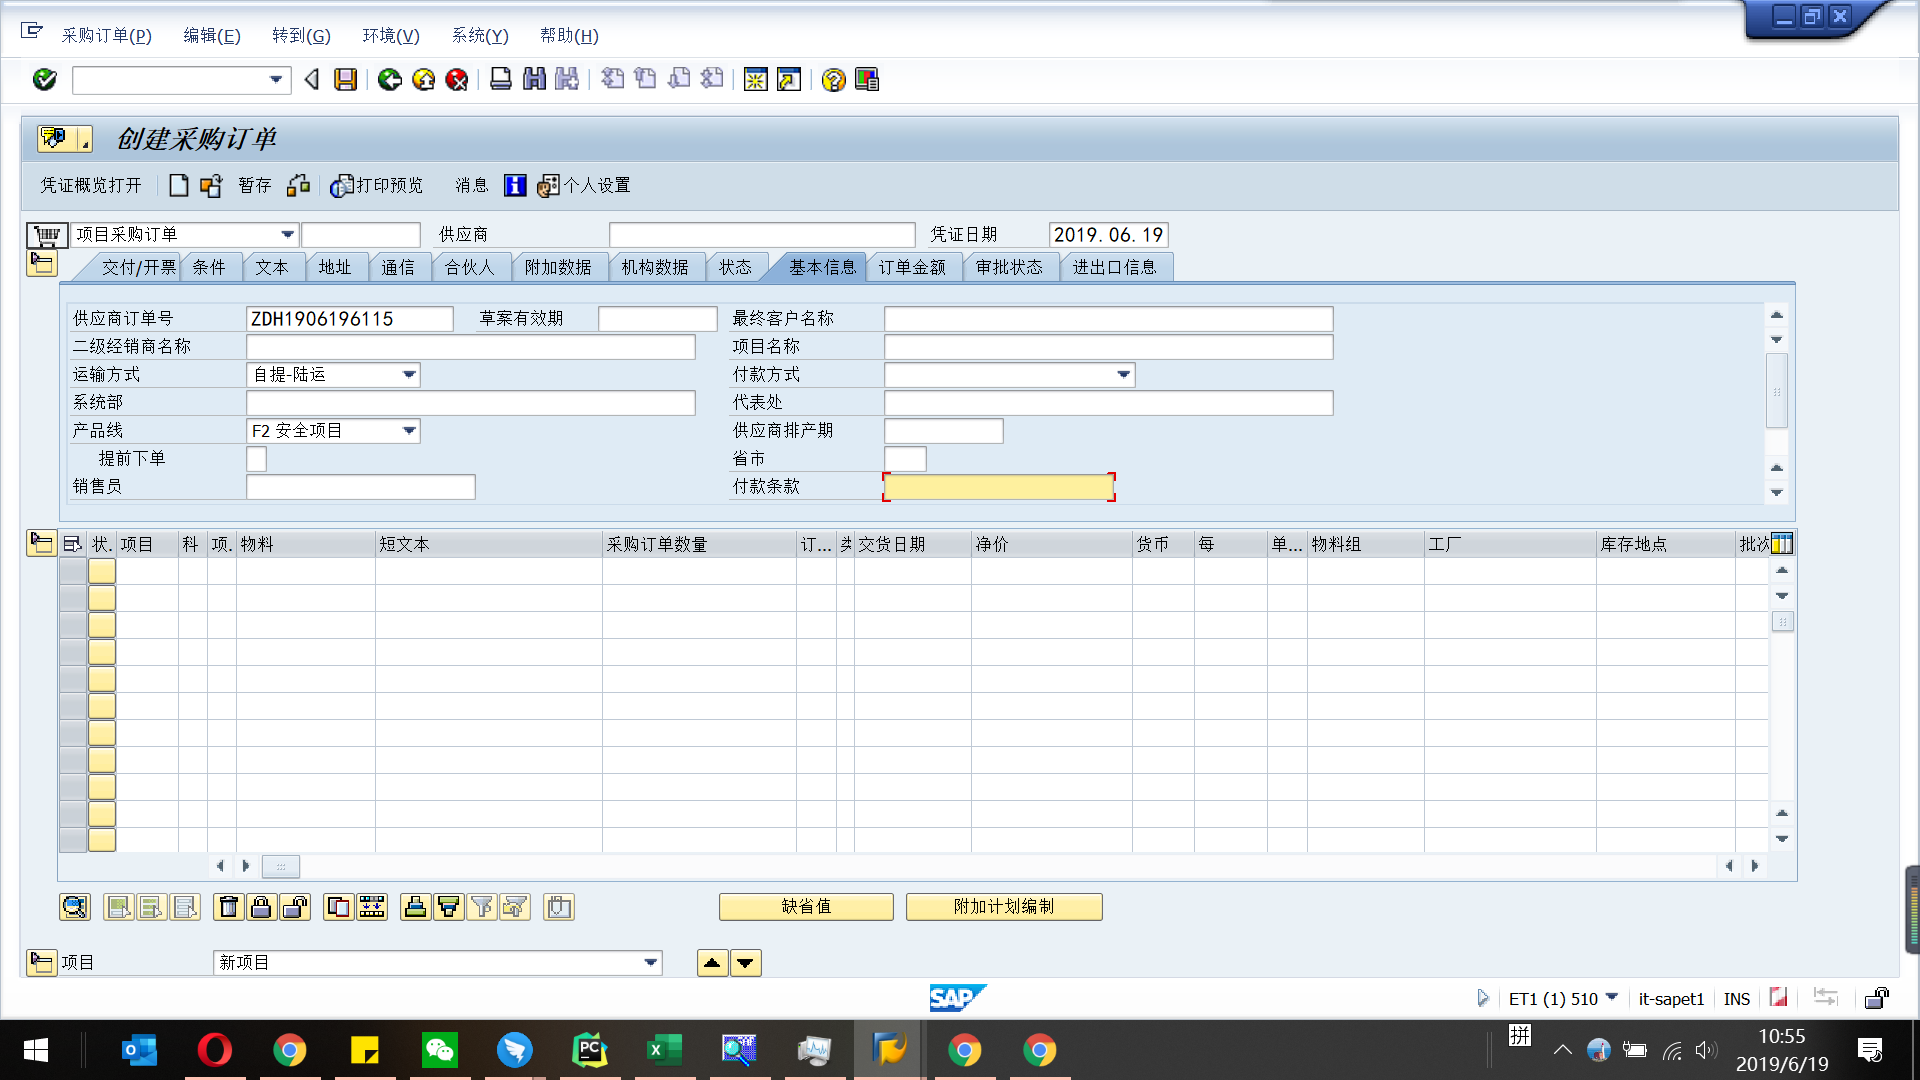 采购订单(P) 编辑(E) 转到(G) 环境(V) 系统(Y) 帮助(H)
创建采购订单
凭证概览打开 暂存 打印预览 消息 个人设置
项目采购订单 供应商 凭证日期 2019.06.19
交付/开票 条件 文本 地址 通信 合伙人 附加数据 机构数据 状态 基本信息 订单金额 审批状态 进出口信息
供应商订单号 ZDH1906196115 草案有效期 最终客户名称
二级经销商名称 项目名称
运输方式 自提-陆运 付款方式
系统部 代表处
产品线 F2 安全项目 供应商排产期
提前下单 省市
销售员 付款条款
状. 项目 科 项. 物料 短文本 采购订单数量 订... 交货日期 净价 货币 每 单... 物料组 工厂 库存地点 批次
缺省值 附加计划编制
项目 新项目
SAP ET1 (1) 510 it-sapet1 INS
拼 10:55
2019/6/19